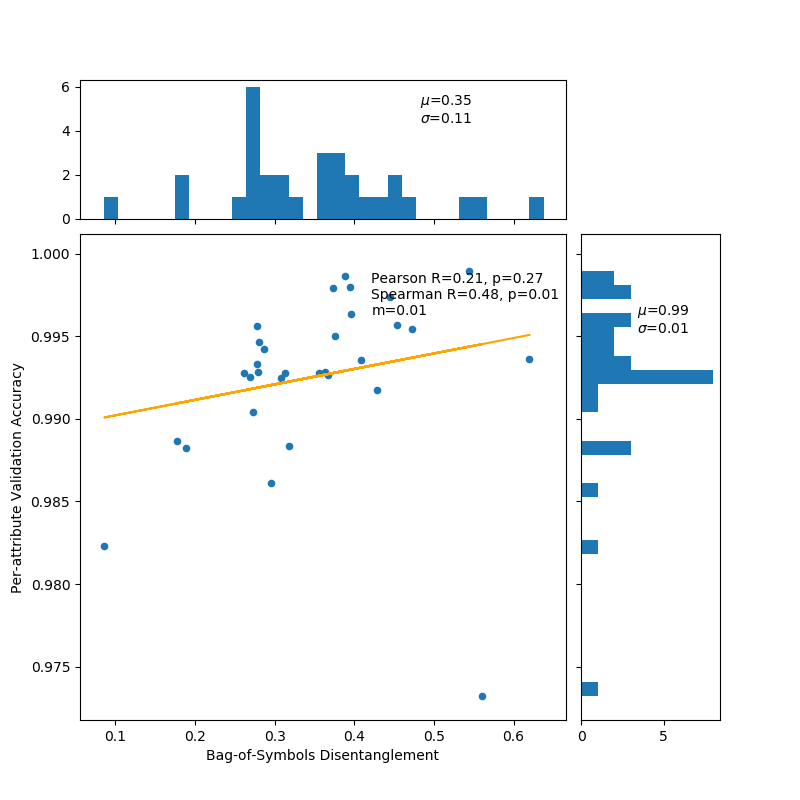 6
4
2
0
μ=0.35
σ=0.11
1.000
0.995
0.990
0.985
0.980
0.975
Per-attribute Validation Accuracy
Pearson R=0.21, p=0.27
Spearman R=0.48, p=0.01
m=0.01
μ=0.99
σ=0.01
0.1 0.2 0.3 0.4 0.5 0.6
Bag-of-Symbols Disentanglement
0 5